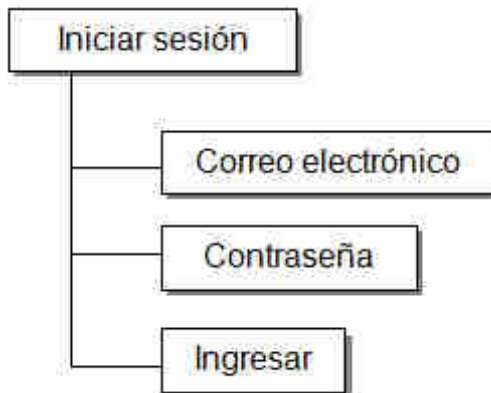 Iniciar sesión
Correo electrónico
Contraseña
Ingresar